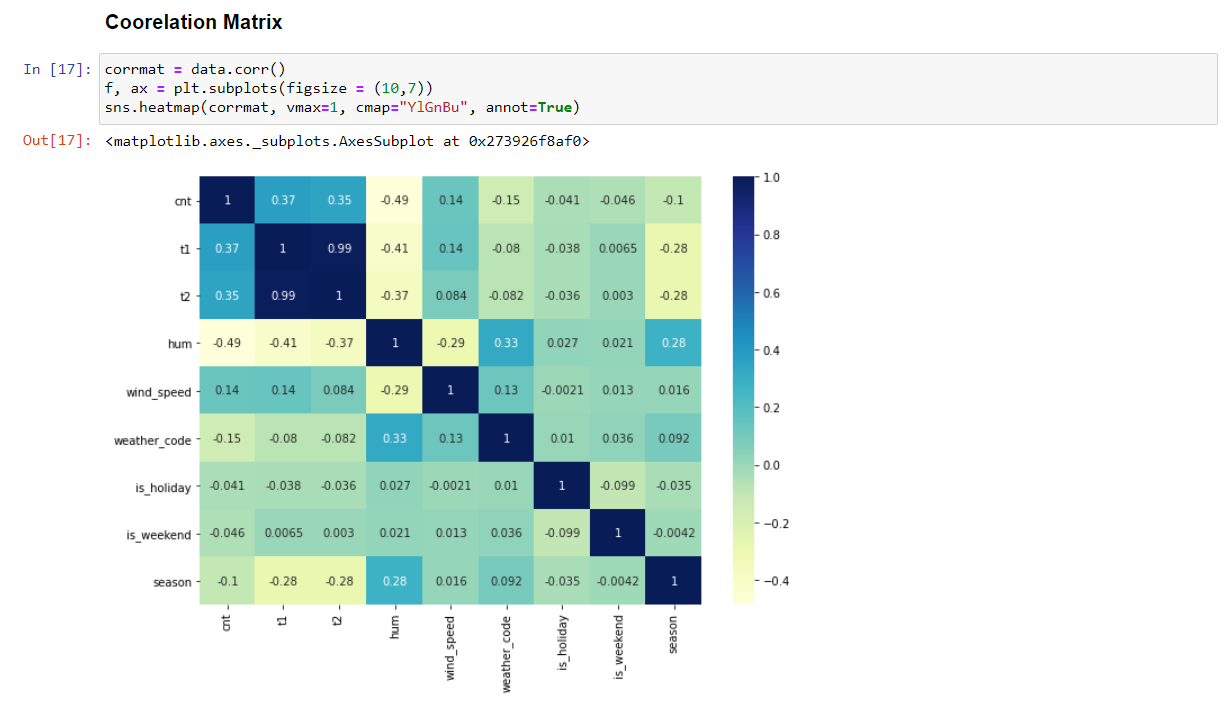 Coorelation Matrix
In [17]: corrmat = data.corr()
f, ax = plt.subplots(figsize = (10,7))
sns.heatmap(corrmat, vmax=1, cmap="YlGnBu", annot=True)
Out[17]: <matplotlib.axes._subplots.AxesSubplot at 0x273926f8af0>
cnt 1 0.37 0.35 -0.49 0.14 -0.15 -0.041 -0.046 -0.1
t1 0.37 1 0.99 -0.41 0.14 -0.08 -0.038 0.0065 -0.28
t2 0.35 0.99 1 -0.37 0.084 -0.082 -0.036 0.003 -0.28
hum -0.49 -0.41 -0.37 1 -0.29 0.33 0.027 0.021 0.28
wind_speed 0.14 0.14 0.084 -0.29 1 0.13 -0.0021 0.013 0.016
weather_code -0.15 -0.08 -0.082 0.33 0.13 1 0.01 0.036 0.092
is_holiday -0.041 -0.038 -0.036 0.027 -0.0021 0.01 1 -0.099 -0.035
is_weekend -0.046 0.0065 0.003 0.021 0.013 0.036 -0.099 1 -0.0042
season -0.1 -0.28 -0.28 0.28 0.016 0.092 -0.035 -0.0042 1
cnt t1 t2 hum wind_speed weather_code is_holiday is_weekend season
1.0
0.8
0.6
0.4
0.2
0.0
−0.2
−0.4